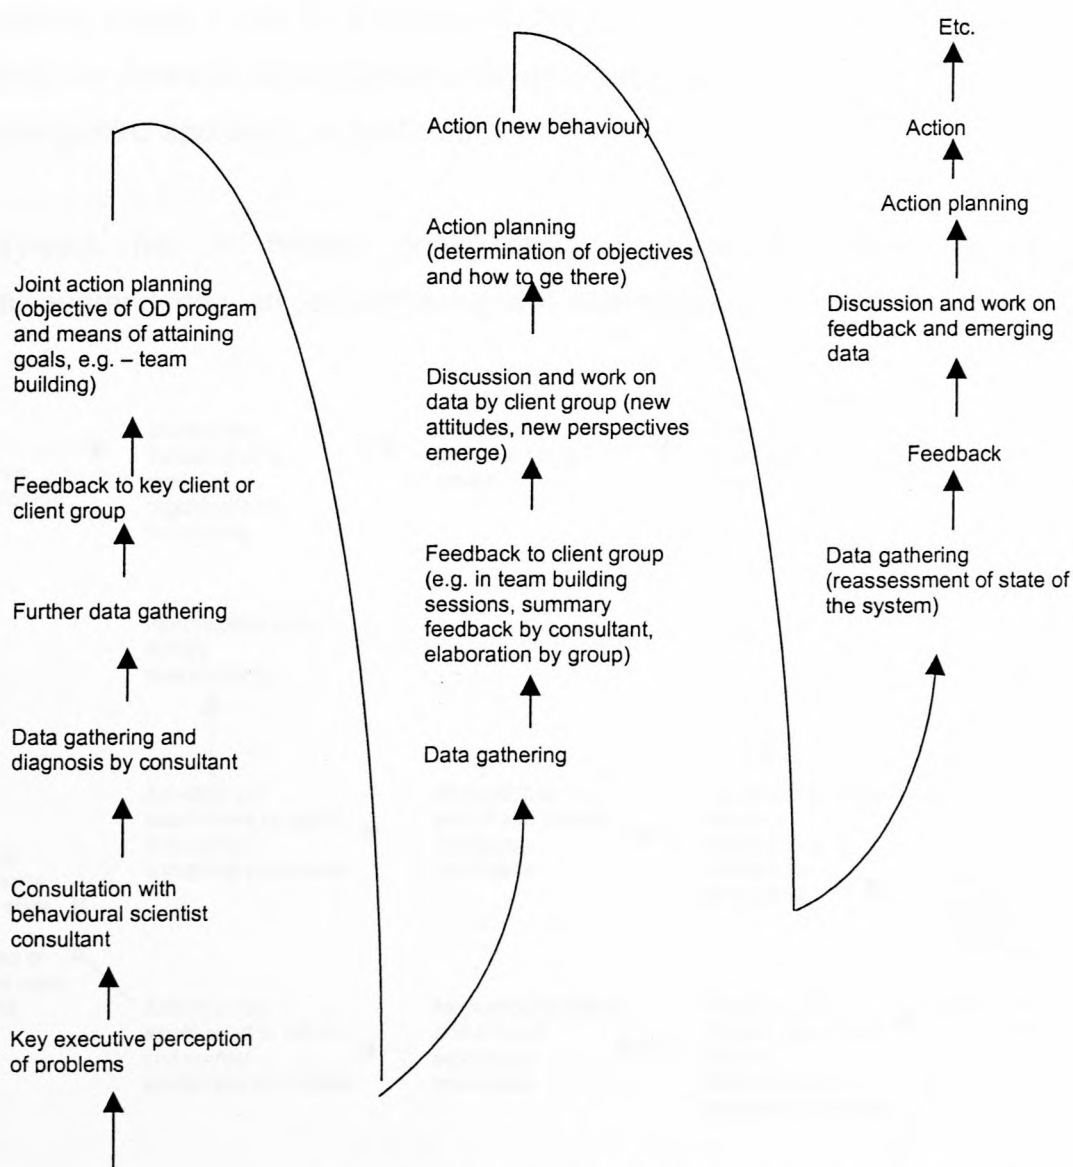 Key executive perception
of problems
Consultation with
behavioural scientist
consultant
Data gathering and
diagnosis by consultant
Further data gathering
Feedback to key client or
client group
Joint action planning
(objective of OD program
and means of attaining
goals, e.g. – team
building)
Data gathering
Feedback to client group
(e.g. in team building
sessions, summary
feedback by consultant,
elaboration by group)
Discussion and work on
data by client group (new
attitudes, new perspectives
emerge)
Action planning
(determination of objectives
and how to ge there)
Action (new behaviour)
Data gathering
(reassessment of state of
the system)
Feedback
Discussion and work on
feedback and emerging
data
Action planning
Action
Etc.